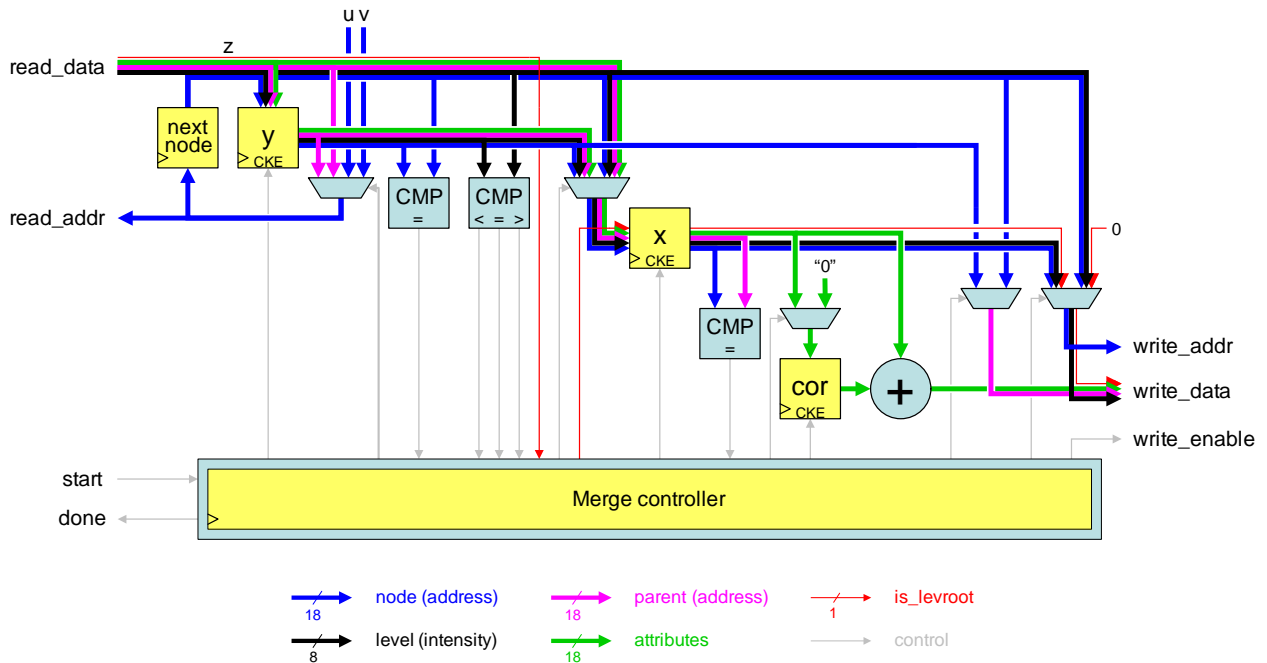 u v
z
read_data
next
node
y
CKE
CMP
=
CMP
< = >
read_addr
x
CKE
0
"0"
CMP
=
write_addr
cor
CKE
+
write_data
write_enable
start
done
Merge controller
node (address)
18
parent (address)
18
is_levroot
1
level (intensity)
8
attributes
18
control